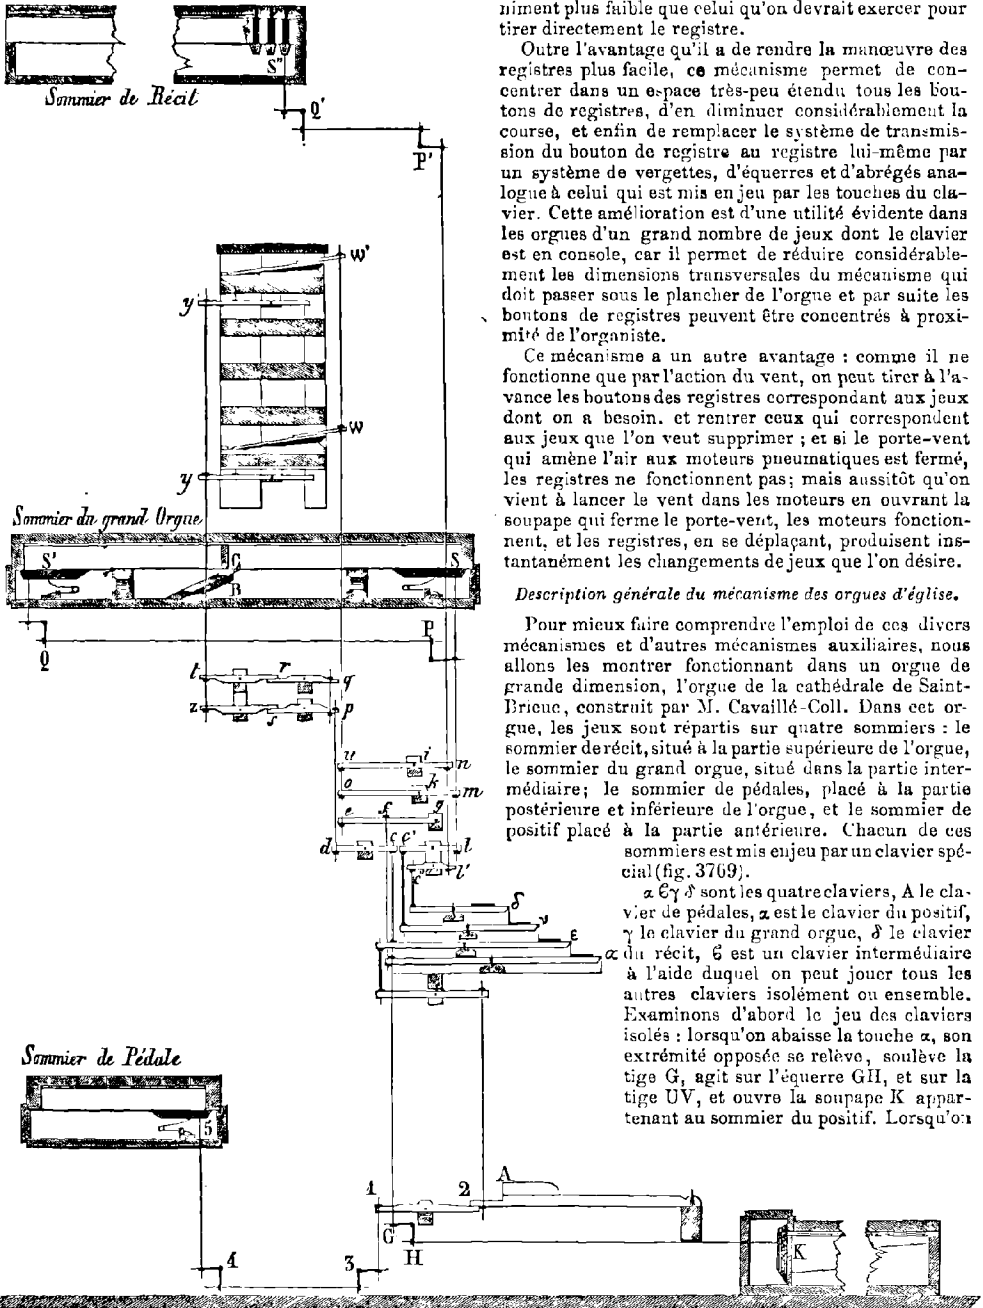 niment plus faible que celui qu'on devrait exercer pour
tirer directement le registre.
Outre l'avantage qu'il a de rendre la manœuvre des
registres plus facile, ce mécanisme permet de con-
centrer dans un espace très-peu étendu tous les bou-
tons de registres, d'en diminuer considérablement la
course, et enfin de remplacer le système de transmis-
sion du bouton de registre au registre lui-même par
un système de vergettes, d'équerres et d'abrégés ana-
logue à celui qui est mis en jeu par les touches du cla-
vier. Cette amélioration est d'une utilité évidente dans
les orgues d'un grand nombre de jeux dont le clavier
est en console, car il permet de réduire considérable-
ment les dimensions transversales du mécanisme qui
doit passer sous le plancher de l'orgue et par suite les
boutons de registres peuvent être concentrés à proxi-
mité de l'organiste.
Ce mécanisme a un autre avantage : comme il ne
fonctionne que par l'action du vent, on peut tirer à l'a-
vance les boutons des registres correspondant aux jeux
dont on a besoin. et rentrer ceux qui correspondent
aux jeux que l'on veut supprimer ; et si le porte-vent
qui amène l'air aux moteurs pneumatiques est fermé,
les registres ne fonctionnent pas; mais aussitôt qu'on
vient à lancer le vent dans les moteurs en ouvrant la
soupape qui ferme le porte-vent, les moteurs fonction-
nent, et les registres, en se déplaçant, produisent ins-
tantanément les changements de jeux que l'on désire.
Description générale du mécanisme des orgues d'église.
Pour mieux faire comprendre l'emploi de ces divers
mécanismes et d'autres mécanismes auxiliaires, nous
allons les montrer fonctionnant dans un orgue de
grande dimension, l'orgue de la cathédrale de Saint-
Brieuc, construit par M. Cavaillé-Coll. Dans cet or-
gue, les jeux sont répartis sur quatre sommiers : le
sommier de récit, situé à la partie supérieure de l'orgue,
le sommier du grand orgue, situé dans la partie inter-
médiaire; le sommier de pédales, placé à la partie
postérieure et inférieure de l'orgue, et le sommier de
positif placé à la partie antérieure. Chacun de ces
sommiers est mis en jeu par un clavier spé-
cial (fig. 3769).
α ϐ γ δ sont les quatre claviers, A le cla-
vier de pédales, α est le clavier du positif,
γ le clavier du grand orgue, δ le clavier
du récit, ϐ est un clavier intermédiaire
à l'aide duquel on peut jouer tous les
autres claviers isolément ou ensemble.
Examinons d'abord le jeu des claviers
isolés : lorsqu'on abaisse la touche α, son
extrémité opposée se relève, soulève la
tige G, agit sur l'équerre GH, et sur la
tige UV, et ouvre la soupape K appar-
tenant au sommier du positif. Lorsqu'on
S"
Sommier de Récit
Q'
P'
w'
y
w
y
Sommier du grand Orgue
S' C S
B
Q P
t r q
z s p
u i n
o k m
e f g
d c c' l
c" l'
δ
γ
ε
α
Sommier de Pédale
5
1 2 A
G
H K
4 3